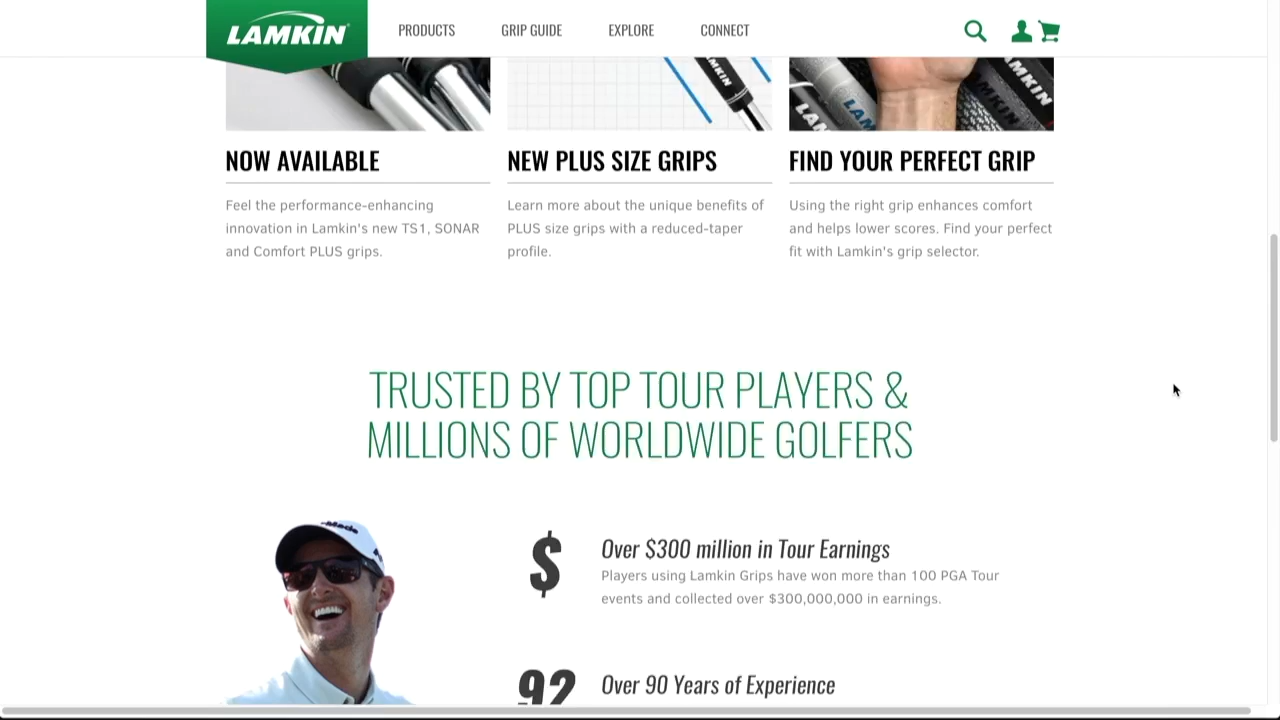 LAMKIN
PRODUCTS
GRIP GUIDE
EXPLORE
CONNECT
LAMKIN
LAMKIN
LAMKIN
LAMKIN
NOW AVAILABLE
Feel the performance-enhancing
innovation in Lamkin's new TS1, SONAR
and Comfort PLUS grips.
NEW PLUS SIZE GRIPS
Learn more about the unique benefits of
PLUS size grips with a reduced-taper
profile.
FIND YOUR PERFECT GRIP
Using the right grip enhances comfort
and helps lower scores. Find your perfect
fit with Lamkin's grip selector.
TRUSTED BY TOP TOUR PLAYERS &
MILLIONS OF WORLDWIDE GOLFERS
$
Over $300 million in Tour Earnings
Players using Lamkin Grips have won more than 100 PGA Tour
events and collected over $300,000,000 in earnings.
92
Over 90 Years of Experience